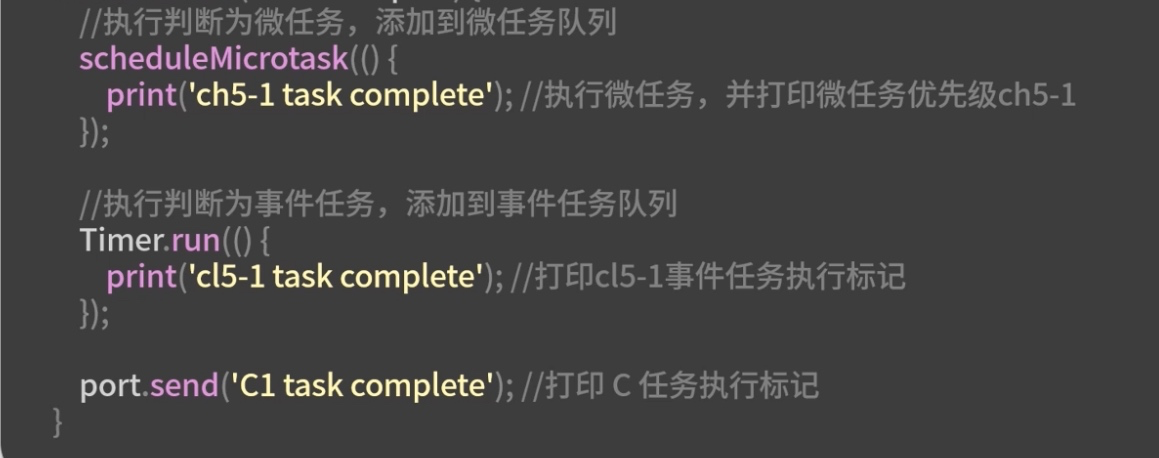 //执行判断为微任务，添加到微任务队列
scheduleMicrotask(() {
print('ch5-1 task complete'); //执行微任务，并打印微任务优先级ch5-1
});
//执行判断为事件任务，添加到事件任务队列
Timer.run(() {
print('cl5-1 task complete'); //打印cl5-1事件任务执行标记
});
port.send('C1 task complete'); //打印 C 任务执行标记
}